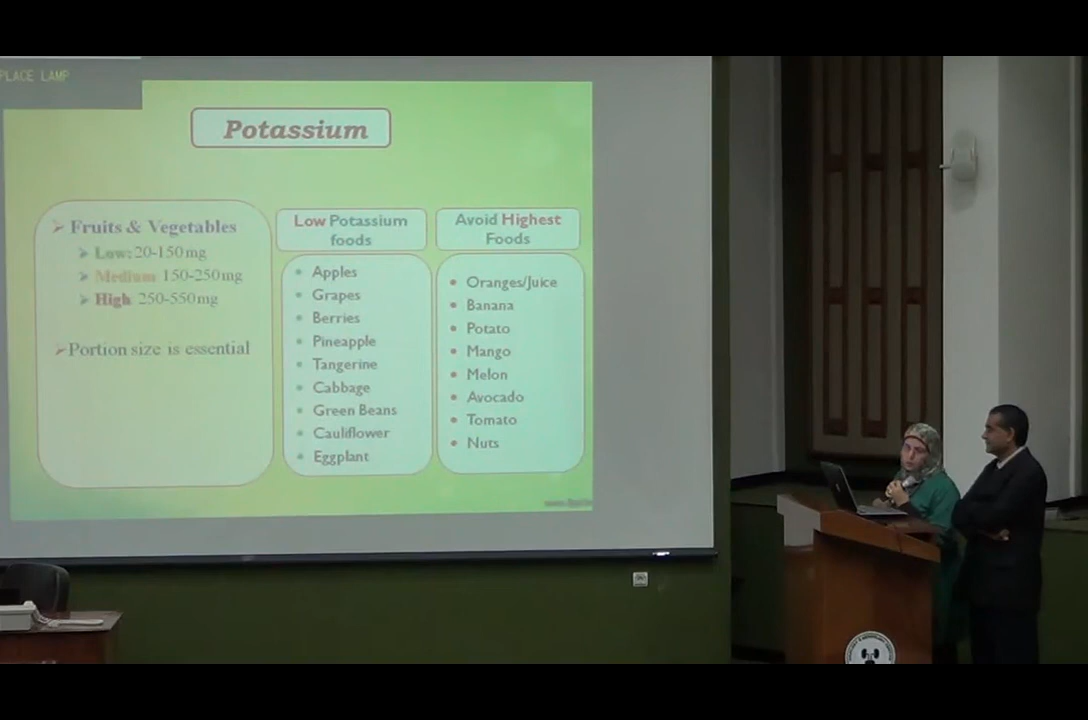 PLACE LAMP
Potassium
Fruits & Vegetables
Low: 20-150mg
Medium 150-250mg
High 250-550mg
Portion size is essential
Low Potassium
foods
Apples
Grapes
Berries
Pineapple
Tangerine
Cabbage
Green Beans
Cauliflower
Eggplant
Avoid Highest
Foods
Oranges/Juice
Banana
Potato
Mango
Melon
Avocado
Tomato
Nuts